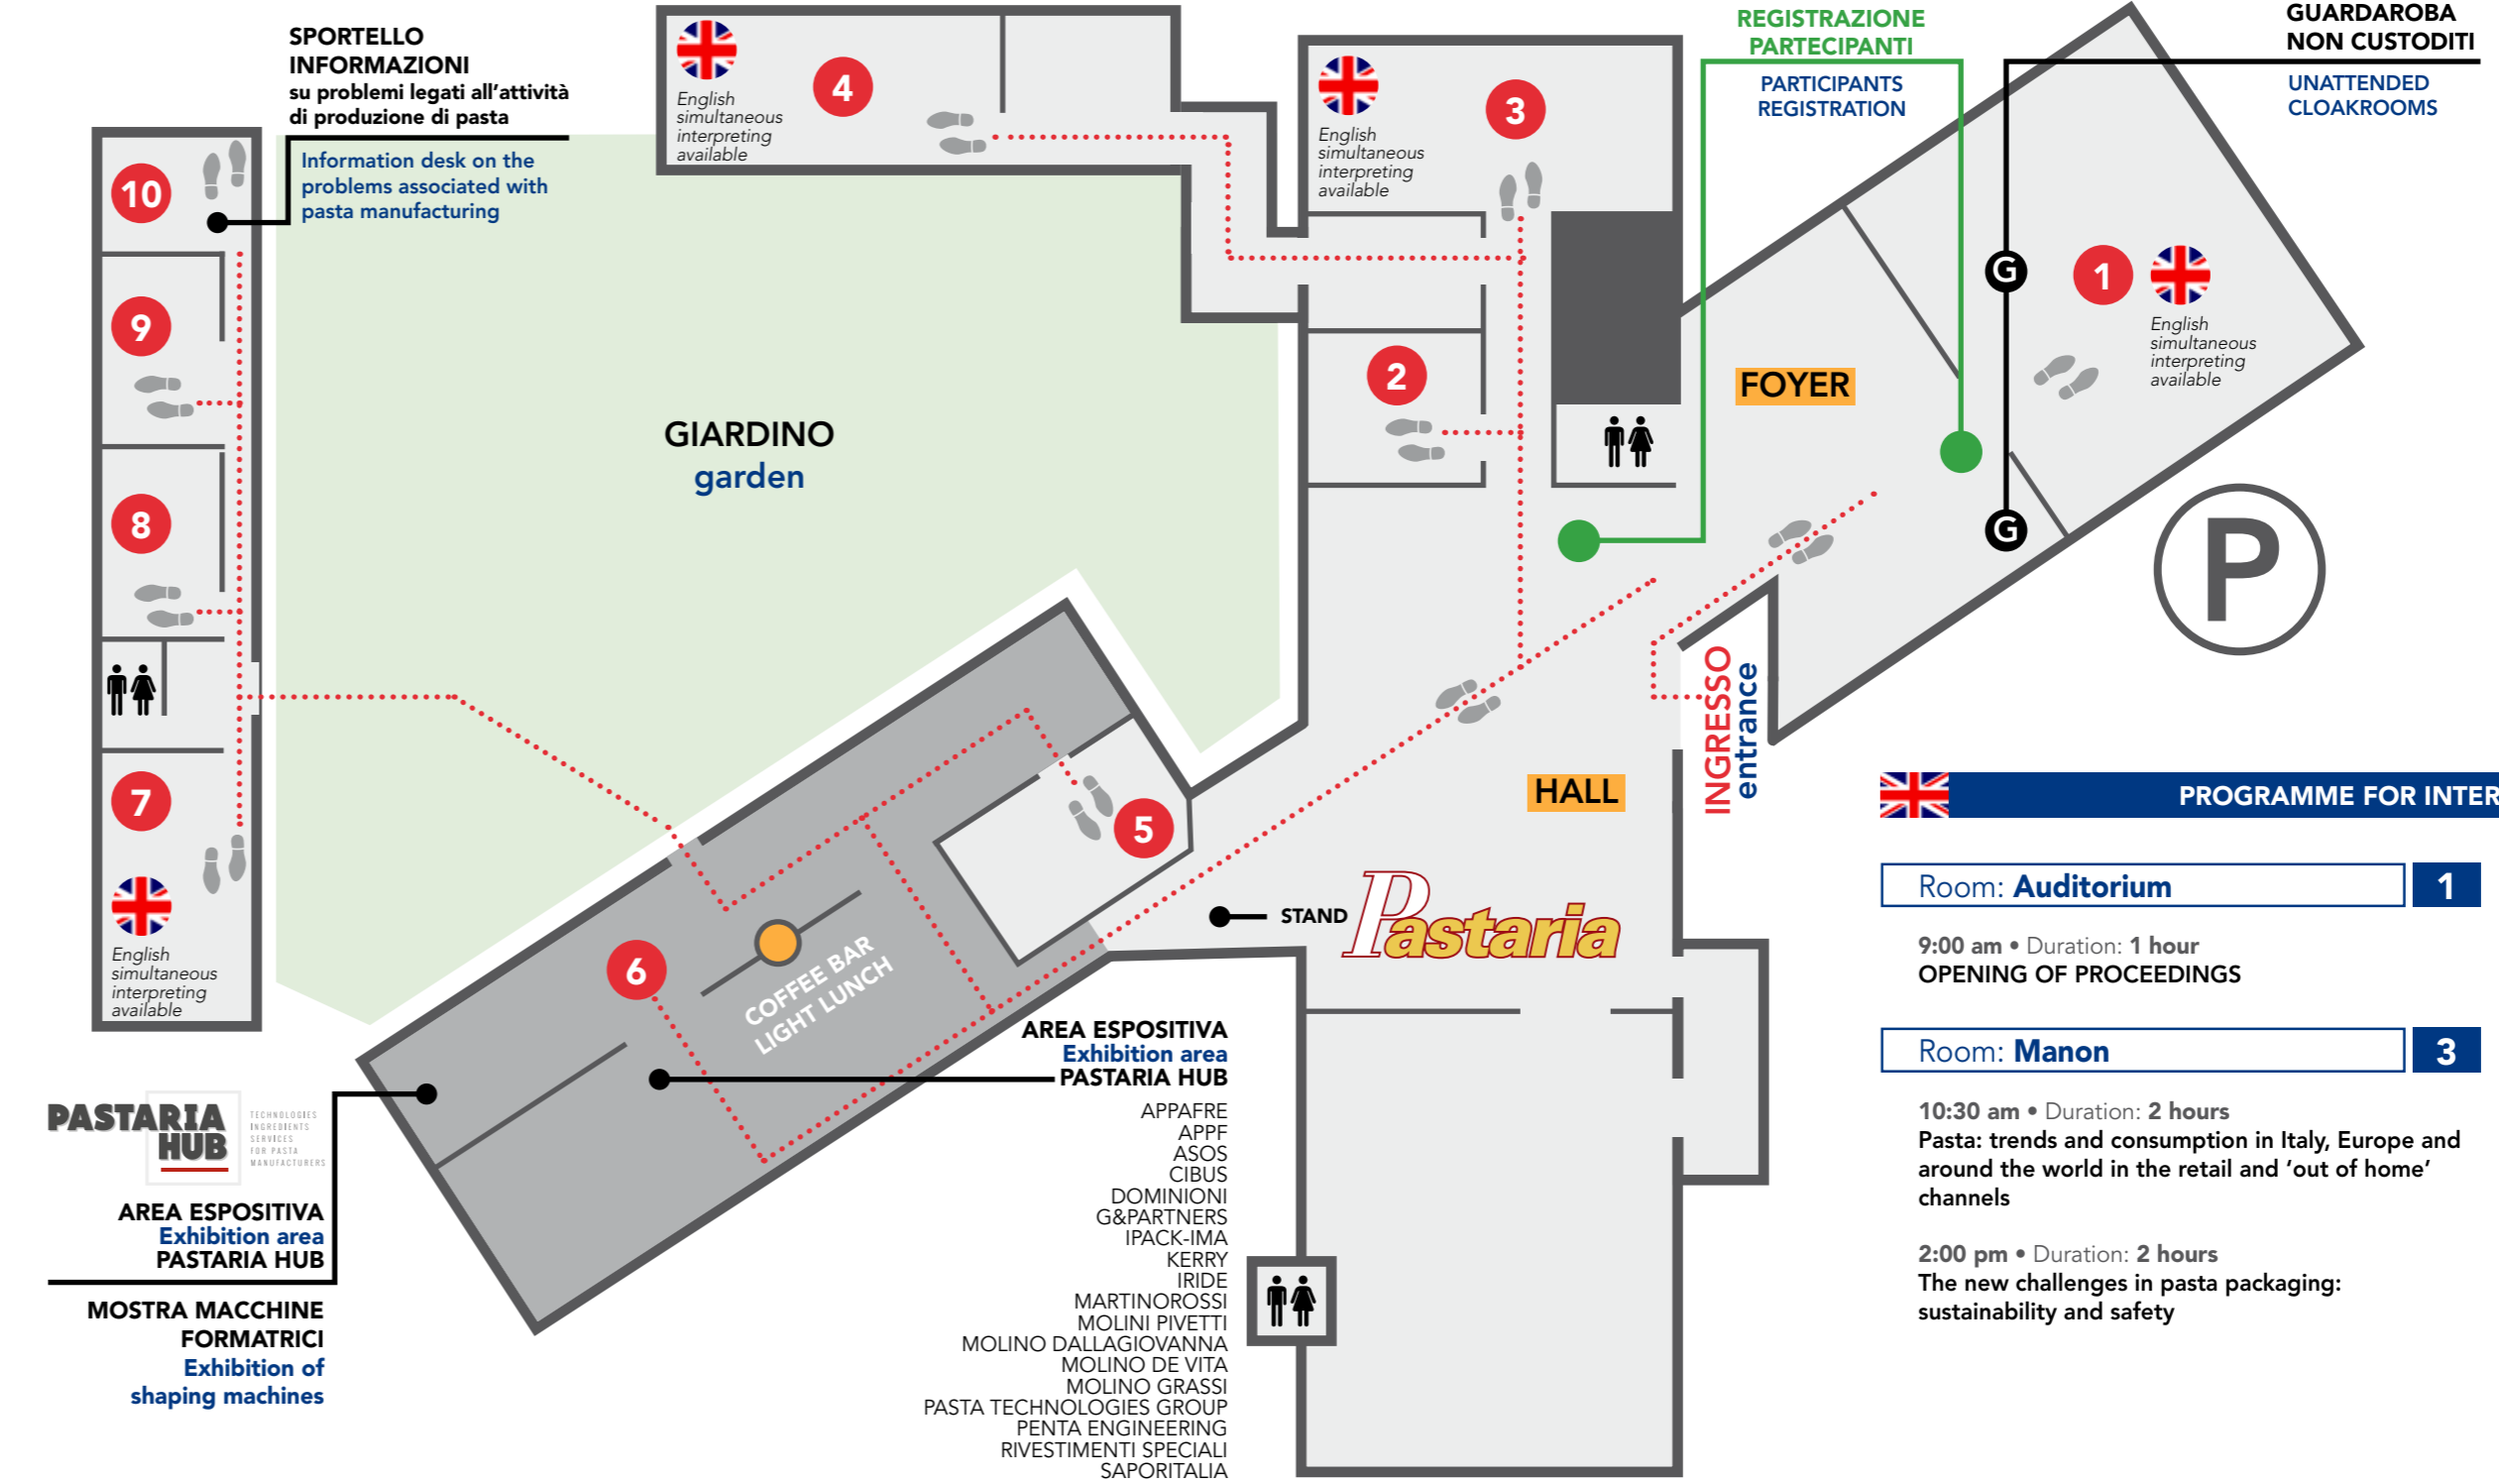 SPORTELLO
INFORMAZIONI
su problemi legati all'attività
di produzione di pasta
Information desk on the
problems associated with
pasta manufacturing
English
simultaneous
interpreting
available
4
English
simultaneous
interpreting
available
3
REGISTRAZIONE
PARTECIPANTI
PARTICIPANTS
REGISTRATION
GUARDAROBA
NON CUSTODITI
UNATTENDED
CLOAKROOMS
10
9
8
7
English
simultaneous
interpreting
available
GIARDINO
garden
2
FOYER
G
1
English
simultaneous
interpreting
available
G
P
INGRESSO
entrance
HALL
5
STAND Pastaria
6
COFFEE BAR
LIGHT LUNCH
PASTARIA
HUB
TECHNOLOGIES
INGREDIENTS
SERVICES
FOR PASTA
MANUFACTURERS
AREA ESPOSITIVA
Exhibition area
PASTARIA HUB
MOSTRA MACCHINE
FORMATRICI
Exhibition of
shaping machines
AREA ESPOSITIVA
Exhibition area
PASTARIA HUB
APPAFRE
APPF
ASOS
CIBUS
DOMINIONI
G&PARTNERS
IPACK-IMA
KERRY
IRIDE
MARTINOROSSI
MOLINI PIVETTI
MOLINO DALLAGIOVANNA
MOLINO DE VITA
MOLINO GRASSI
PASTA TECHNOLOGIES GROUP
PENTA ENGINEERING
RIVESTIMENTI SPECIALI
SAPORITALIA
PROGRAMME FOR INTER
Room: Auditorium 1
9:00 am • Duration: 1 hour
OPENING OF PROCEEDINGS
Room: Manon 3
10:30 am • Duration: 2 hours
Pasta: trends and consumption in Italy, Europe and
around the world in the retail and 'out of home'
channels
2:00 pm • Duration: 2 hours
The new challenges in pasta packaging:
sustainability and safety